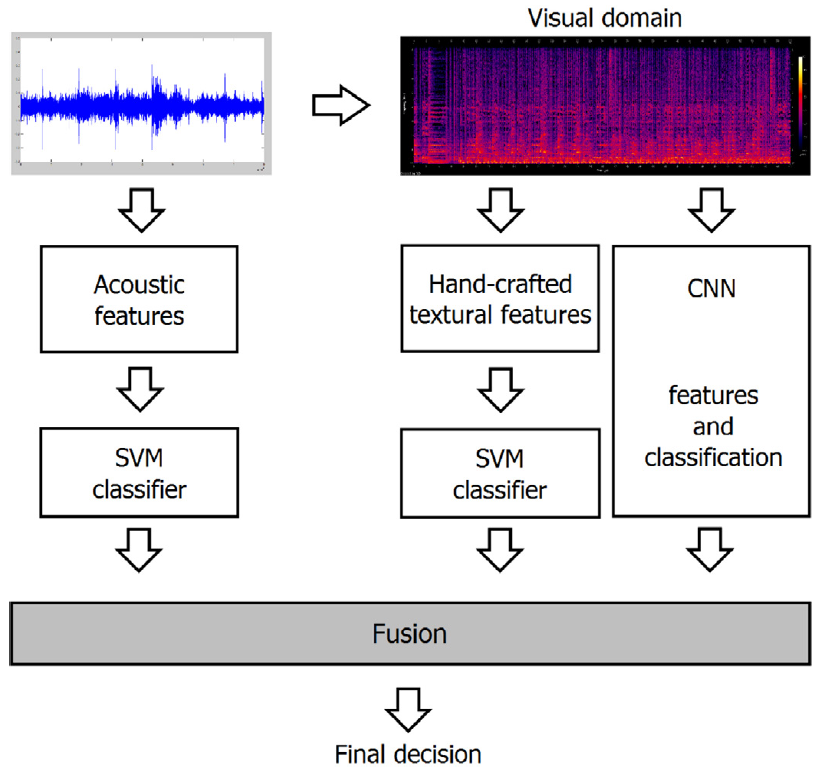 Visual domain
Acoustic
features
Hand-crafted
textural features
CNN
features
and
classification
SVM
classifier
SVM
classifier
Fusion
Final decision